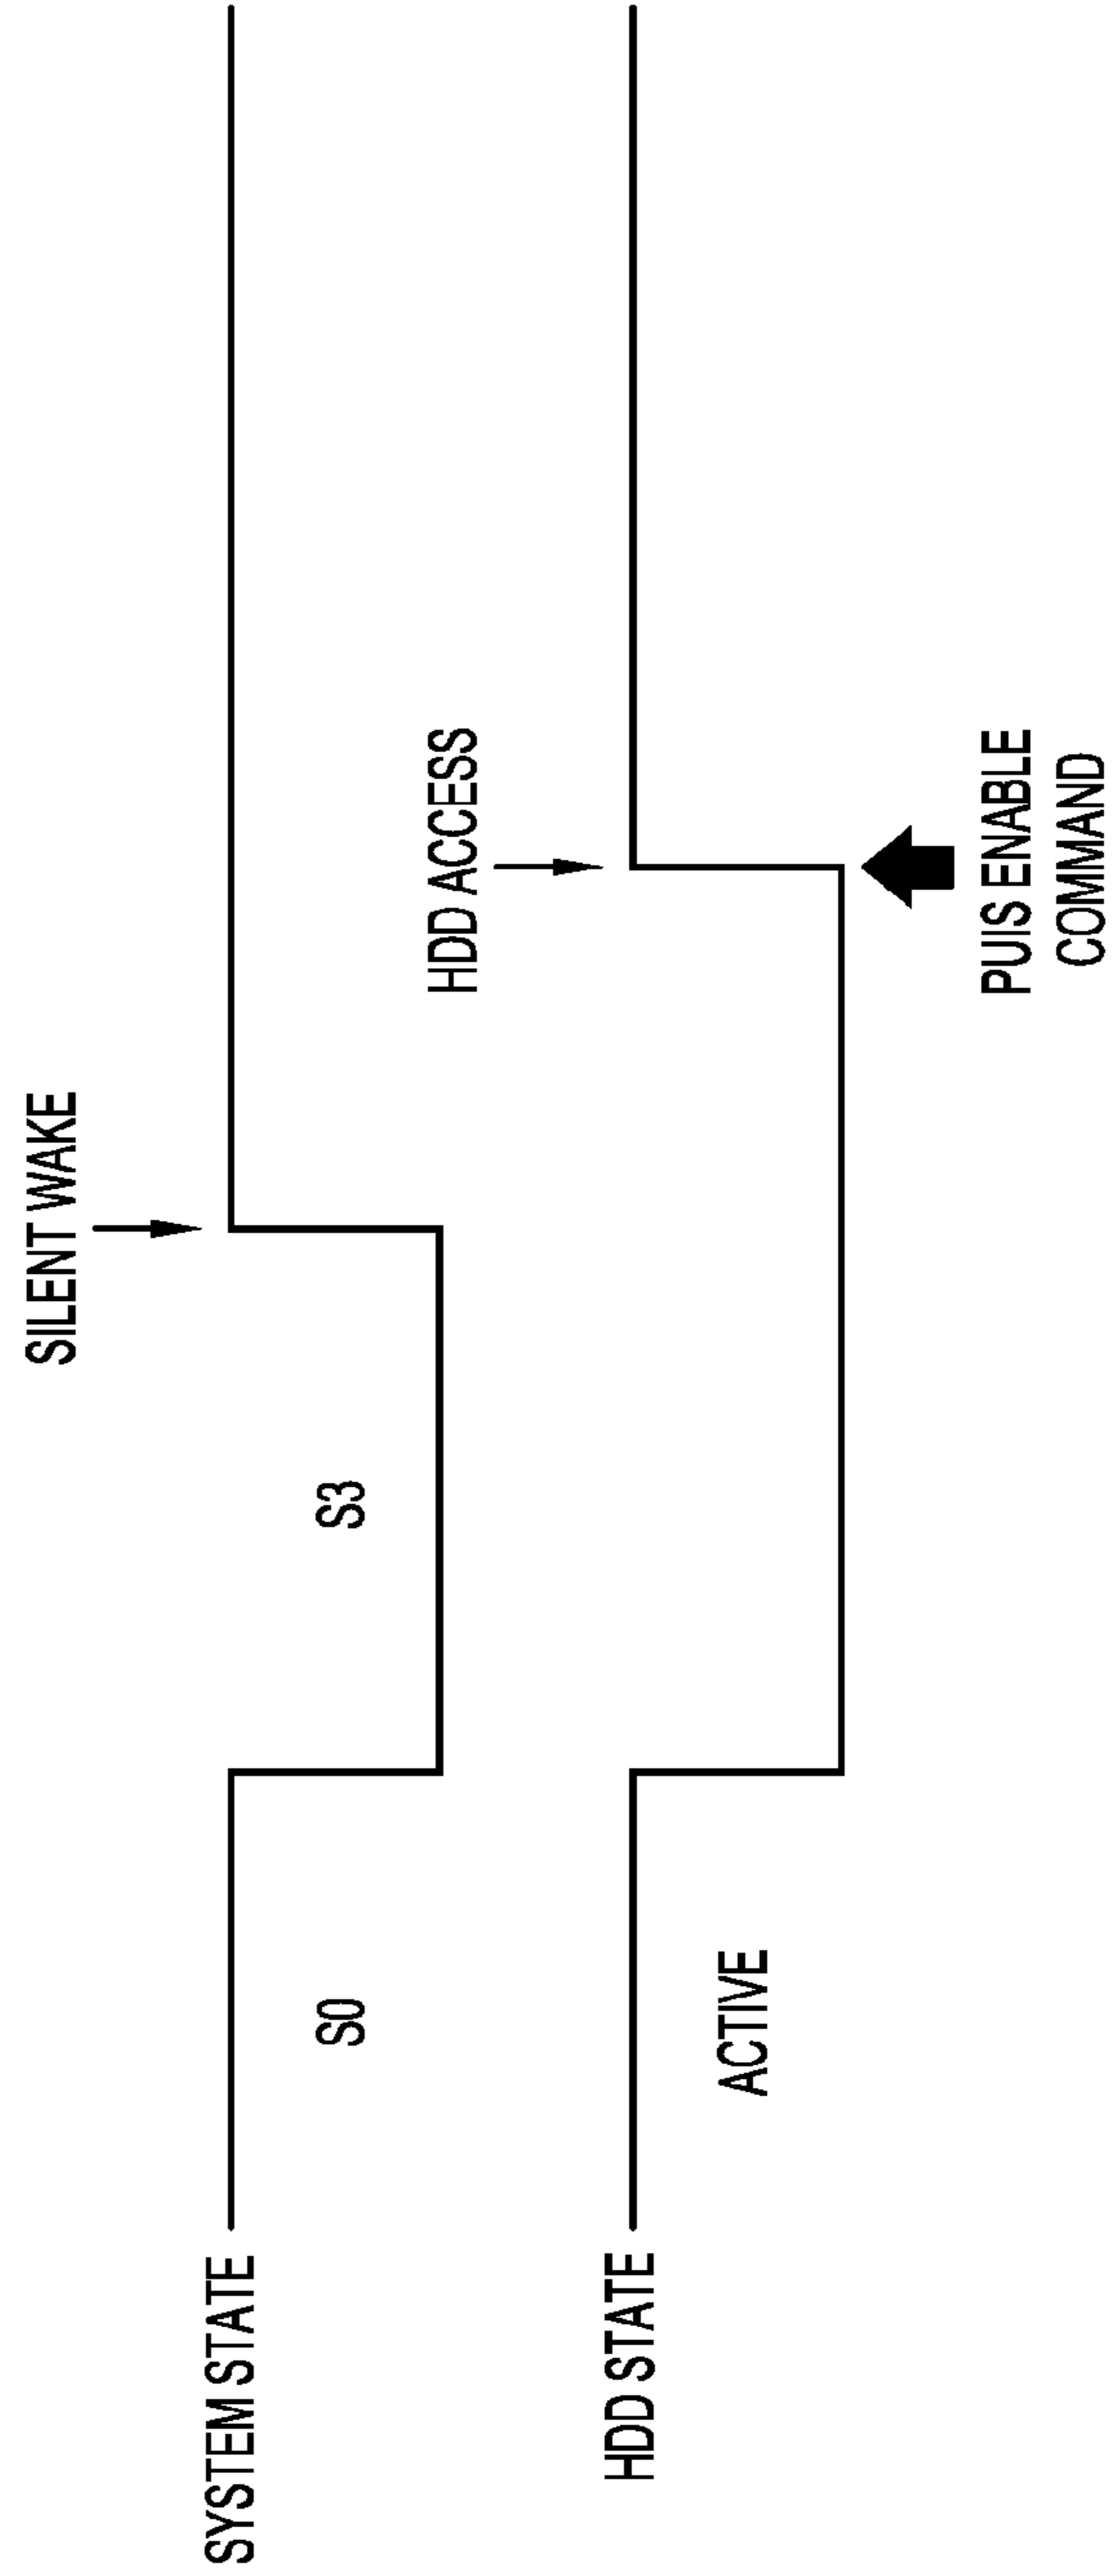 SILENT WAKE
SYSTEM STATE
S0
S3
HDD ACCESS
HDD STATE
ACTIVE
PUIS ENABLE
COMMAND